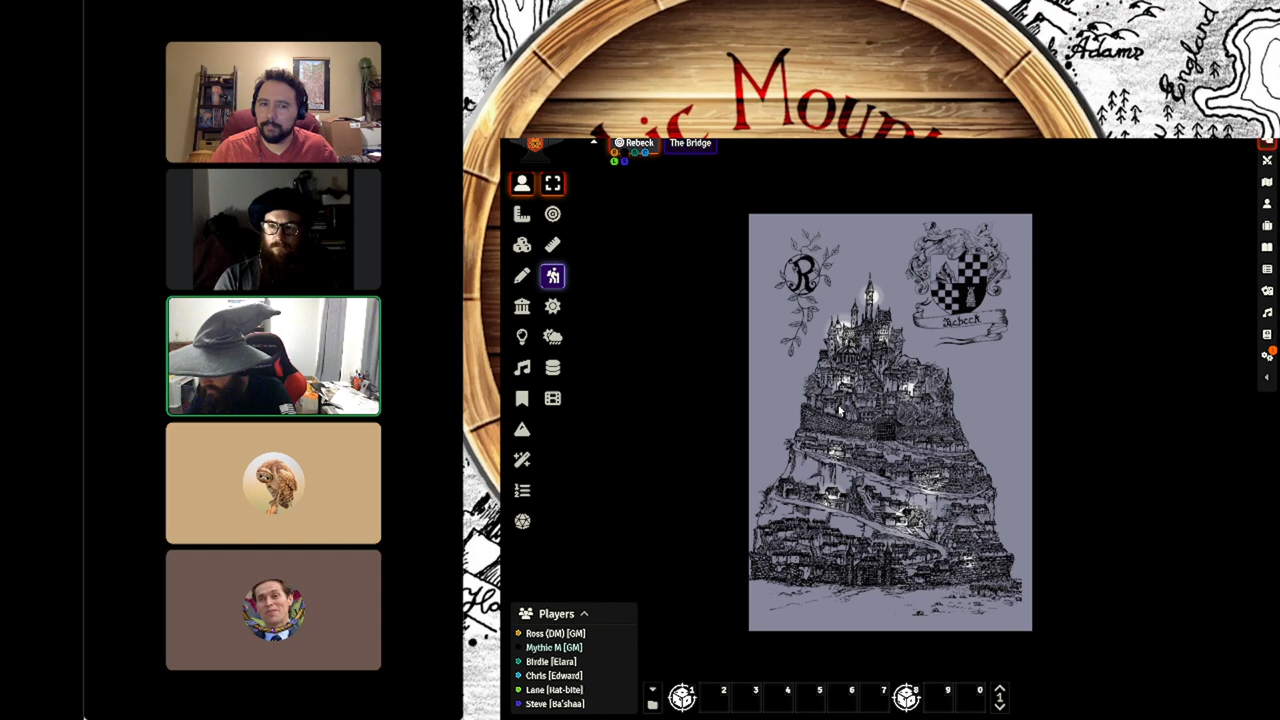 Adams
England
Mou
Rebeck
The Bridge
R
Rebeck
Players
Ross (DM) [GM]
Mythic M [GM]
Birdie [Elara]
Chris [Edward]
Lane [Hat-bite]
Steve [Ba'shaa]
1 2 3 4 5 6 7 8 9 0
1